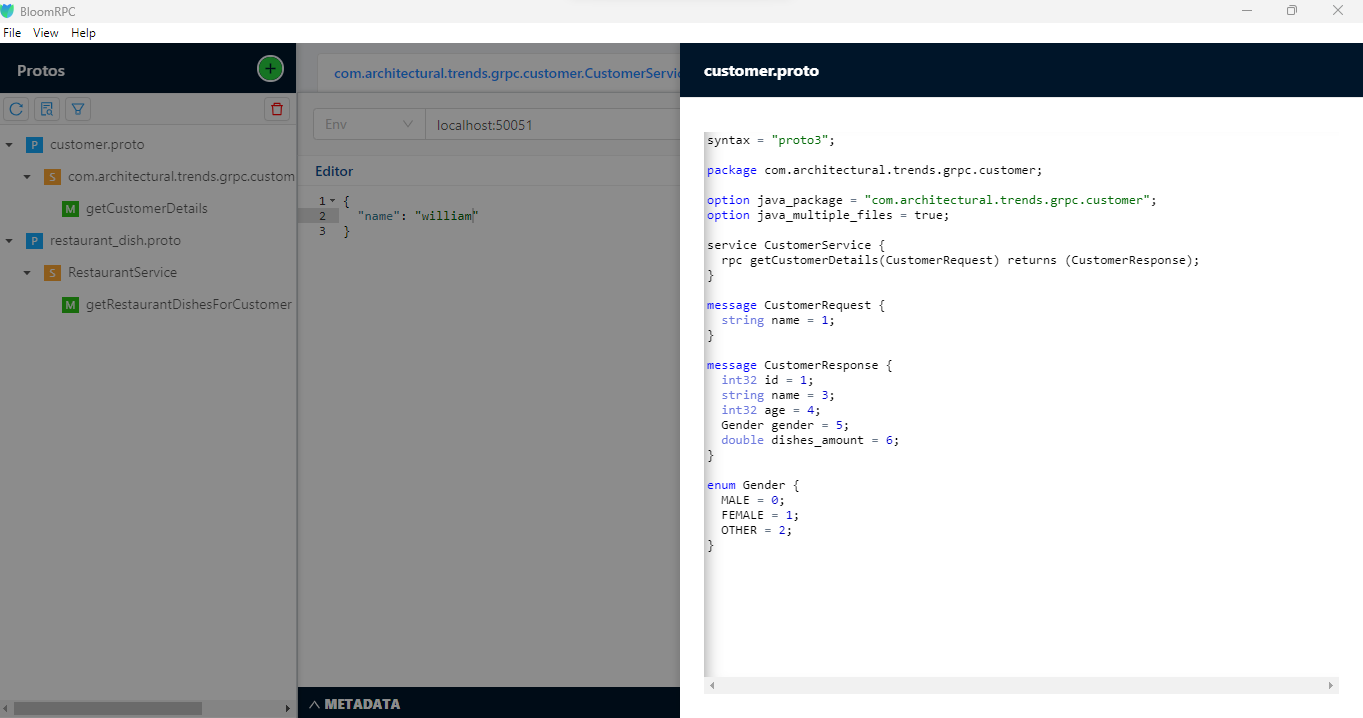 BloomRPC
File View Help
Protos
customer.proto
com.architectural.trends.grpc.custom
getCustomerDetails
restaurant_dish.proto
RestaurantService
getRestaurantDishesForCustomer
com.architectural.trends.grpc.customer.CustomerServic
Env
localhost:50051
Editor
1 {
2 "name": "william"
3 }
METADATA
customer.proto
syntax = "proto3";
package com.architectural.trends.grpc.customer;
option java_package = "com.architectural.trends.grpc.customer";
option java_multiple_files = true;
service CustomerService {
  rpc getCustomerDetails(CustomerRequest) returns (CustomerResponse);
}
message CustomerRequest {
  string name = 1;
}
message CustomerResponse {
  int32 id = 1;
  string name = 3;
  int32 age = 4;
  Gender gender = 5;
  double dishes_amount = 6;
}
enum Gender {
  MALE = 0;
  FEMALE = 1;
  OTHER = 2;
}